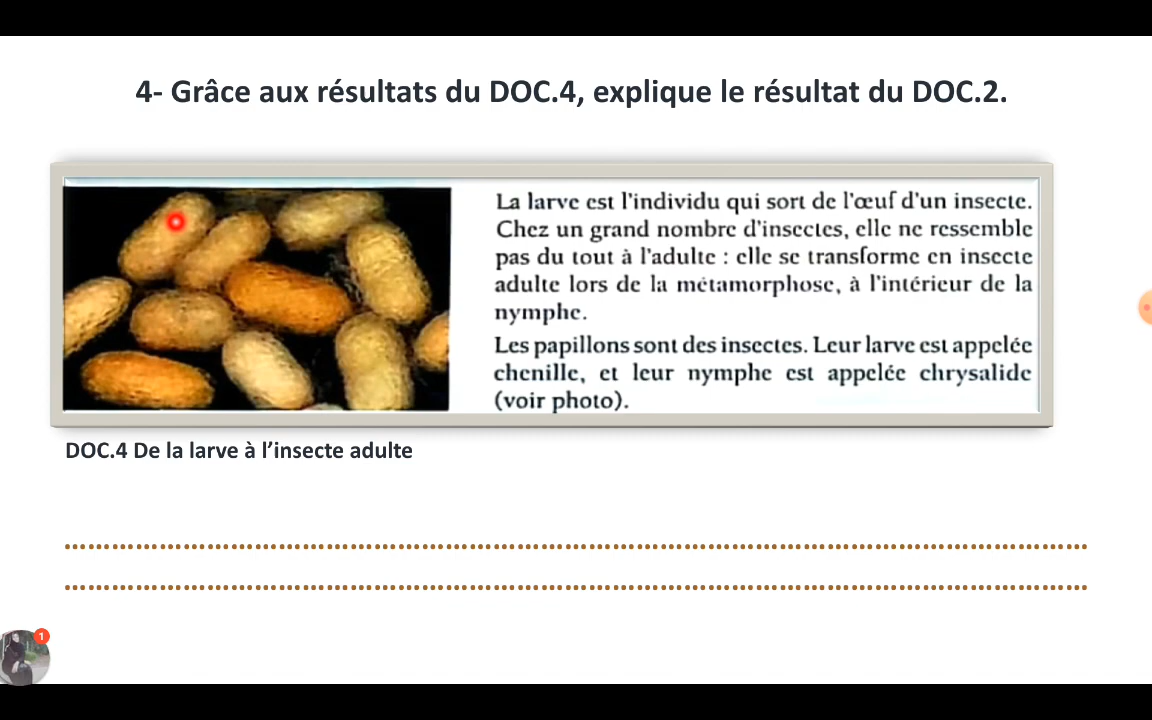 4- Grâce aux résultats du DOC.4, explique le résultat du DOC.2.
La larve est l'individu qui sort de l'œuf d'un insecte.
Chez un grand nombre d'insectes, elle ne ressemble
pas du tout à l'adulte : elle se transforme en insecte
adulte lors de la métamorphose, à l'intérieur de la
nymphe.
Les papillons sont des insectes. Leur larve est appelée
chenille, et leur nymphe est appelée chrysalide
(voir photo).
DOC.4 De la larve à l’insecte adulte
1